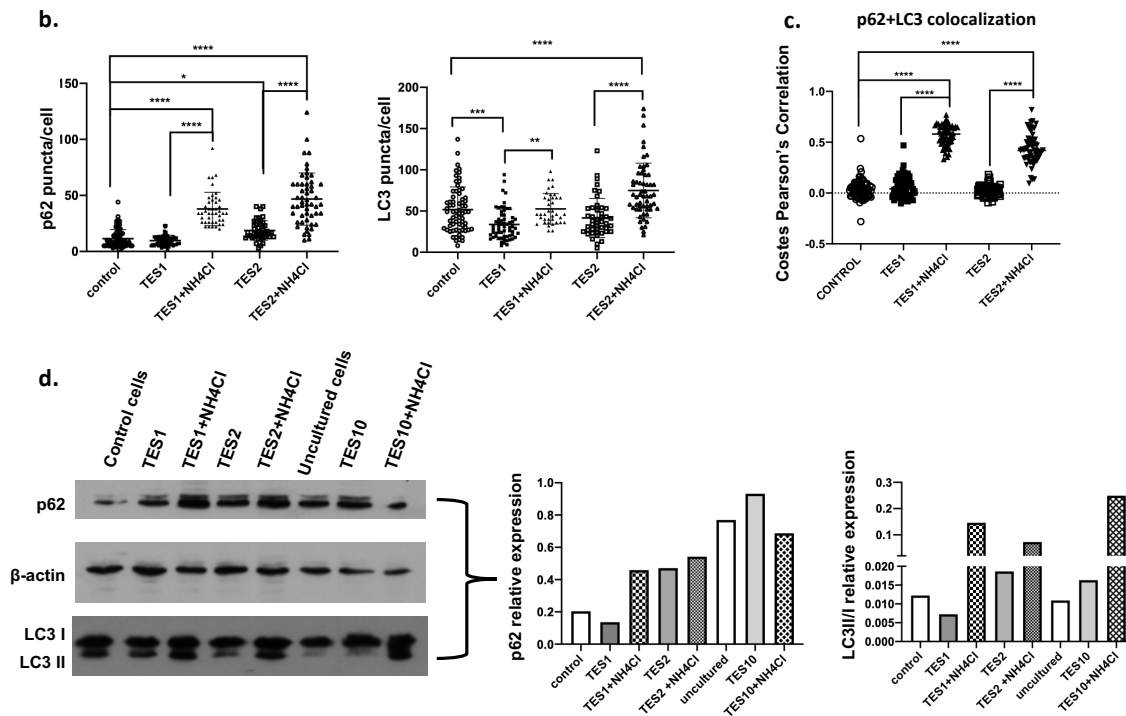 b.
****
*
****
****
****
p62 puncta/cell
150
100
50
0
control
TES1
TES1+NH4Cl
TES2
TES2+NH4Cl
****
***
**
****
LC3 puncta/cell
200
150
100
50
0
control
TES1
TES1+NH4Cl
TES2
TES2+NH4Cl
c.
p62+LC3 colocalization
****
****
****
****
Costes Pearson's Correlation
1.0
0.5
0.0
-0.5
CONTROL
TES1
TES1+NH4Cl
TES2
TES2+NH4Cl
d.
Control cells
TES1
TES1+NH4Cl
TES2
TES2+NH4Cl
Uncultured cells
TES10
TES10+NH4Cl
p62
β-actin
LC3 I
LC3 II
p62 relative expression
1.0
0.8
0.6
0.4
0.2
0.0
control
TES1
TES1+NH4Cl
TES2
TES2 +NH4Cl
uncultured
TES10
TES10+NH4Cl
LC3II/I relative expression
0.3
0.2
0.1
0.020
0.015
0.010
0.005
0.000
control
TES1
TES1+NH4Cl
TES2
TES2+NH4Cl
uncultured
TES10
TES10+NH4Cl